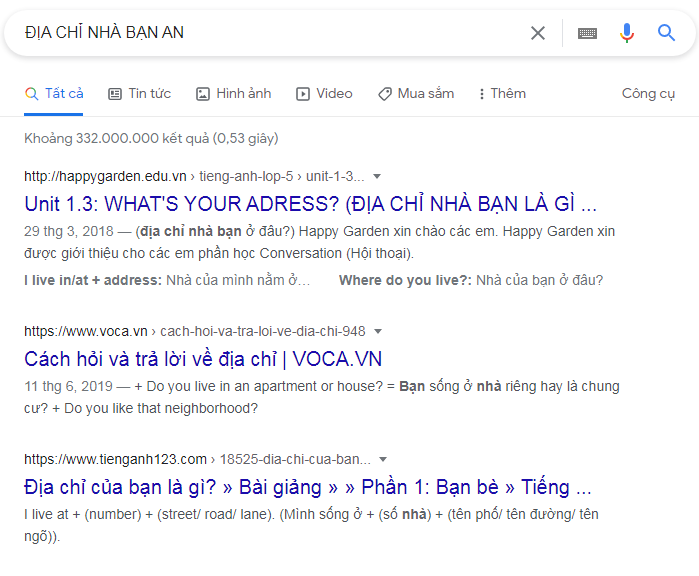 ĐỊA CHỈ NHÀ BẠN AN
Tất cả Tin tức Hình ảnh Video Mua sắm Thêm Công cụ
Khoảng 332.000.000 kết quả (0,53 giây)
http://happygarden.edu.vn › tieng-anh-lop-5 › unit-1-3...
Unit 1.3: WHAT'S YOUR ADRESS? (ĐỊA CHỈ NHÀ BẠN LÀ GÌ ...
29 thg 3, 2018 — (địa chỉ nhà bạn ở đâu?) Happy Garden xin chào các em. Happy Garden xin
được giới thiệu cho các em phần học Conversation (Hội thoại).
I live in/at + address: Nhà của mình nằm ở... Where do you live?: Nhà của bạn ở đâu?
https://www.voca.vn › cach-hoi-va-tra-loi-ve-dia-chi-948
Cách hỏi và trả lời về địa chỉ | VOCA.VN
11 thg 6, 2019 — + Do you live in an apartment or house? = Bạn sống ở nhà riêng hay là chung
cư? + Do you like that neighborhood?
https://www.tienganh123.com › 18525-dia-chi-cua-ban...
Địa chỉ của bạn là gì? » Bài giảng » » Phần 1: Bạn bè » Tiếng ...
I live at + (number) + (street/ road/ lane). (Mình sống ở + (số nhà) + (tên phố/ tên đường/ tên
ngõ)).